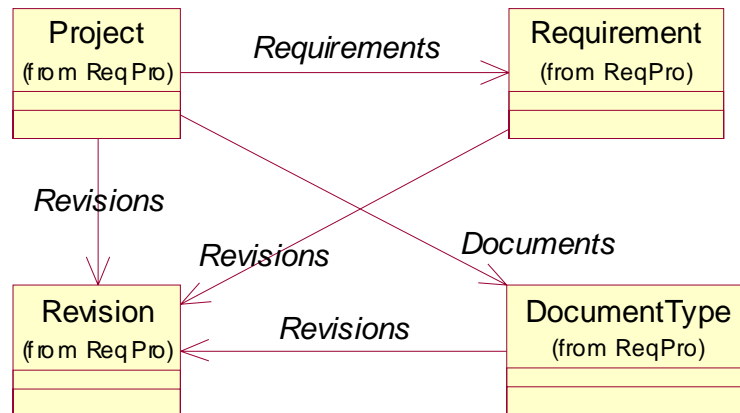 Project
(from ReqPro)
Requirements
Requirement
(from ReqPro)
Revisions
Revisions
Documents
Revision
(from ReqPro)
Revisions
DocumentType
(from ReqPro)